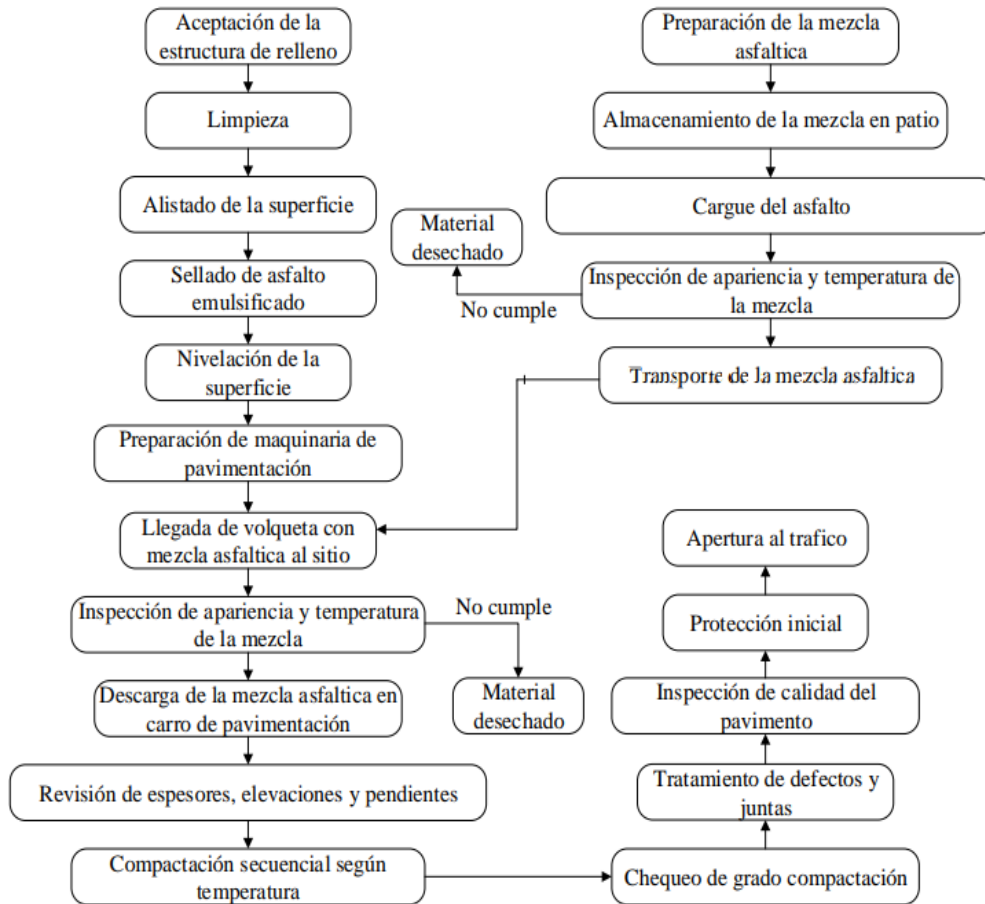 Aceptación de la
estructura de relleno
Limpieza
Alistado de la superficie
Sellado de asfalto
emulsificado
Nivelación de la
superficie
Preparación de maquinaria de
pavimentación
Llegada de volqueta con
mezcla asfaltica al sitio
Inspección de apariencia y temperatura
de la mezcla
No cumple
Material
desechado
Descarga de la mezcla asfaltica en
carro de pavimentación
Revisión de espesores, elevaciones y pendientes
Compactación secuencial según
temperatura
Preparación de la mezcla
asfaltica
Almacenamiento de la mezcla en patio
Cargue del asfalto
Inspección de apariencia y temperatura de
la mezcla
No cumple
Material
desechado
Transporte de la mezcla asfaltica
Apertura al trafico
Protección inicial
Inspección de calidad del
pavimento
Tratamiento de defectos y
juntas
Chequeo de grado compactación